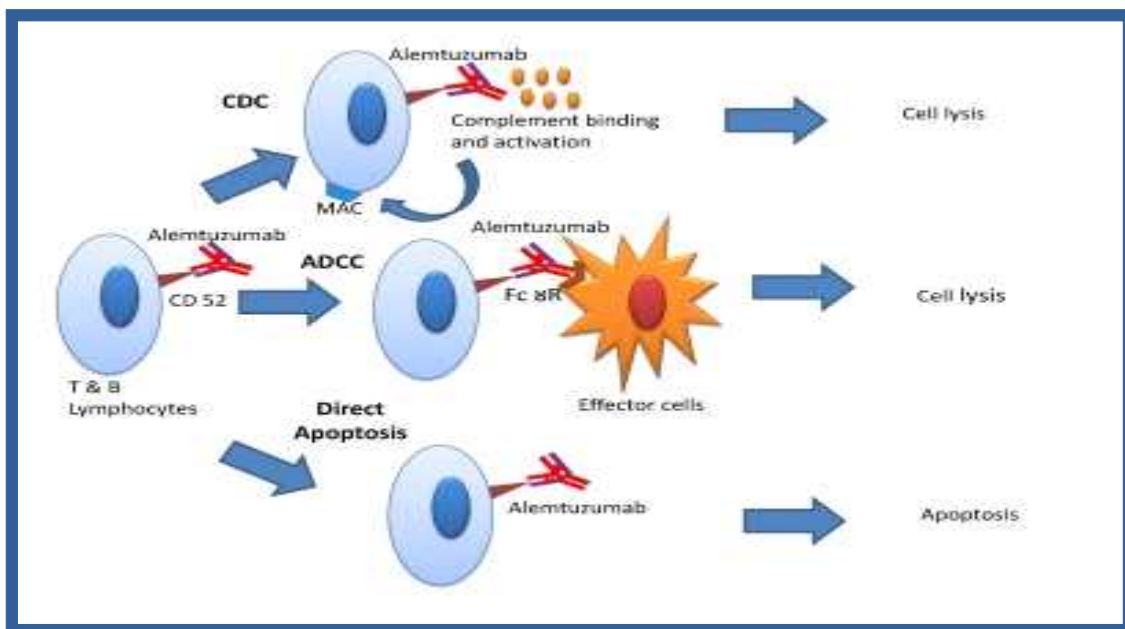 Alemtuzumab
CDC
Complement binding
and activation
Cell lysis
MAC
Alemtuzumab
Alemtuzumab
ADCC
CD 52
Fc ɤR
Cell lysis
T & B
Lymphocytes
Effector cells
Direct
Apoptosis
Alemtuzumab
Apoptosis